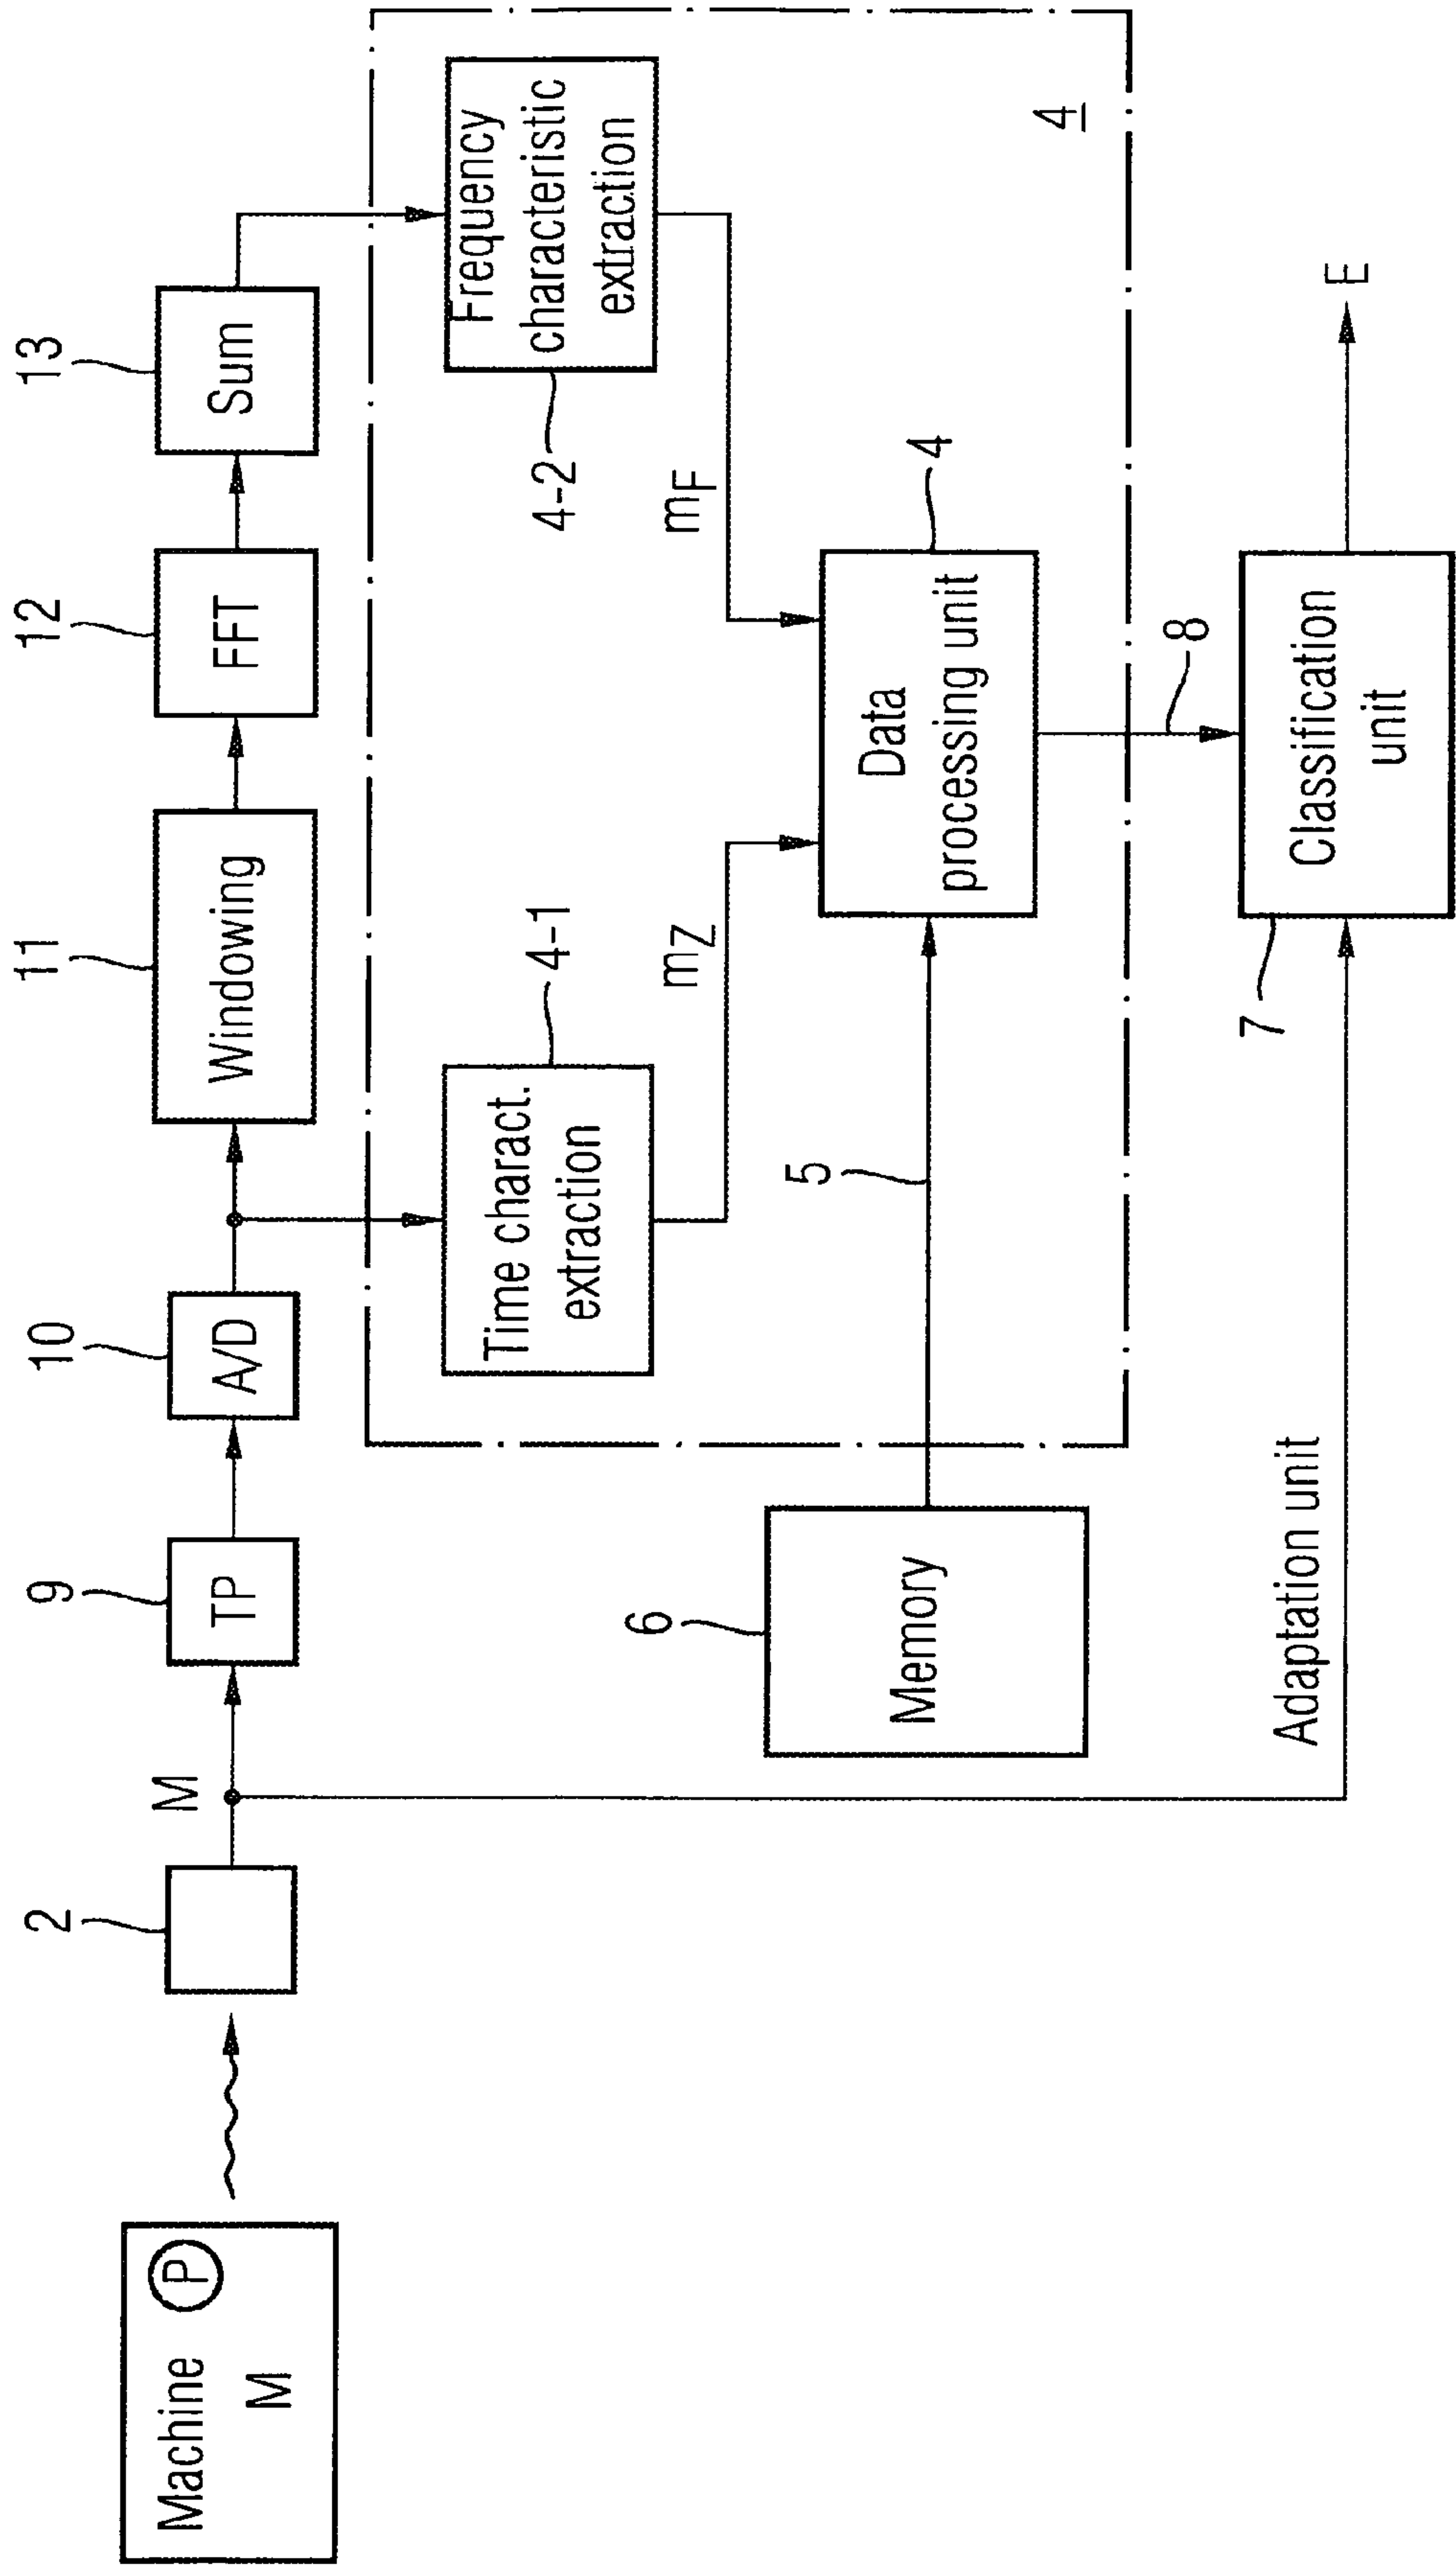 Machine
P
M
2
M
9
TP
10
A/D
11
Windowing
12
FFT
13
Sum
Time charact.
extraction
4-1
Frequency
characteristic
extraction
4-2
mZ
mF
4
Data
processing unit
4
5
6
Memory
8
Adaptation unit
7
Classification
unit
E